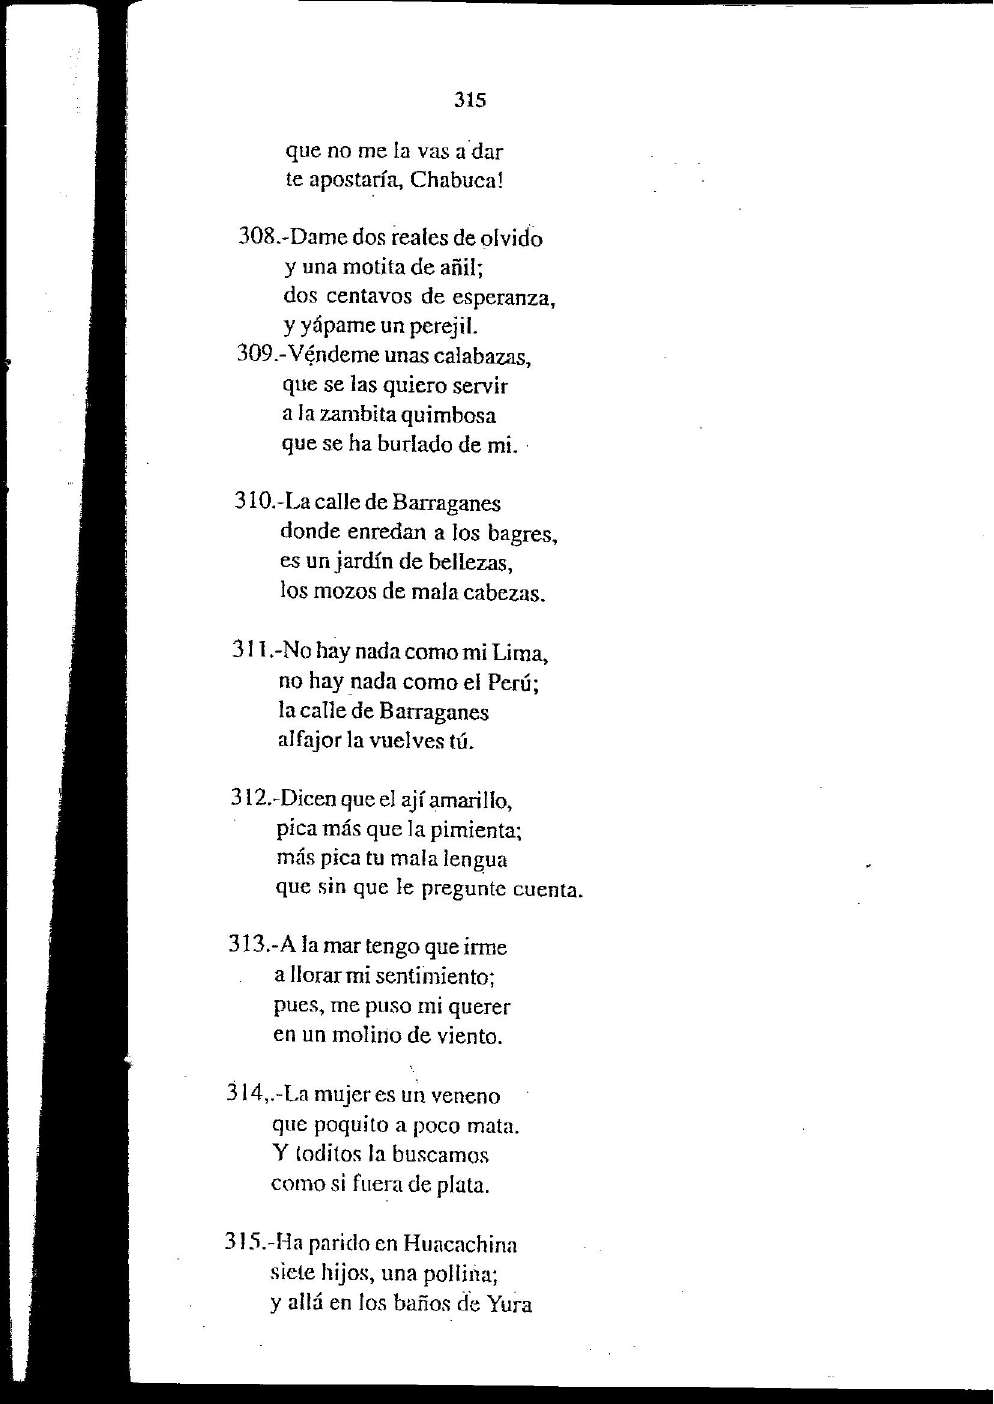 315
que no me la vas a dar
te apostaría, Chabuca!
308.-Dame dos reales de olvido
y una motita de añil;
dos centavos de esperanza,
y yápame un perejil.
309.-Véndeme unas calabazas,
que se las quiero servir
a la zambita quimbosa
que se ha burlado de mi.
310.-La calle de Barraganes
donde enredan a los bagres,
es un jardín de bellezas,
los mozos de mala cabezas.
311.-No hay nada como mi Lima,
no hay nada como el Perú;
la calle de Barraganes
alfajor la vuelves tú.
312.-Dicen que el ají amarillo,
pica más que la pimienta;
más pica tu mala lengua
que sin que le pregunte cuenta.
313.-A la mar tengo que irme
a llorar mi sentimiento;
pues, me puso mi querer
en un molino de viento.
314,.-La mujer es un veneno
que poquito a poco mata.
Y toditos la buscamos
como si fuera de plata.
315.-Ha parido en Huacachina
siete hijos, una pollina;
y allá en los baños de Yura